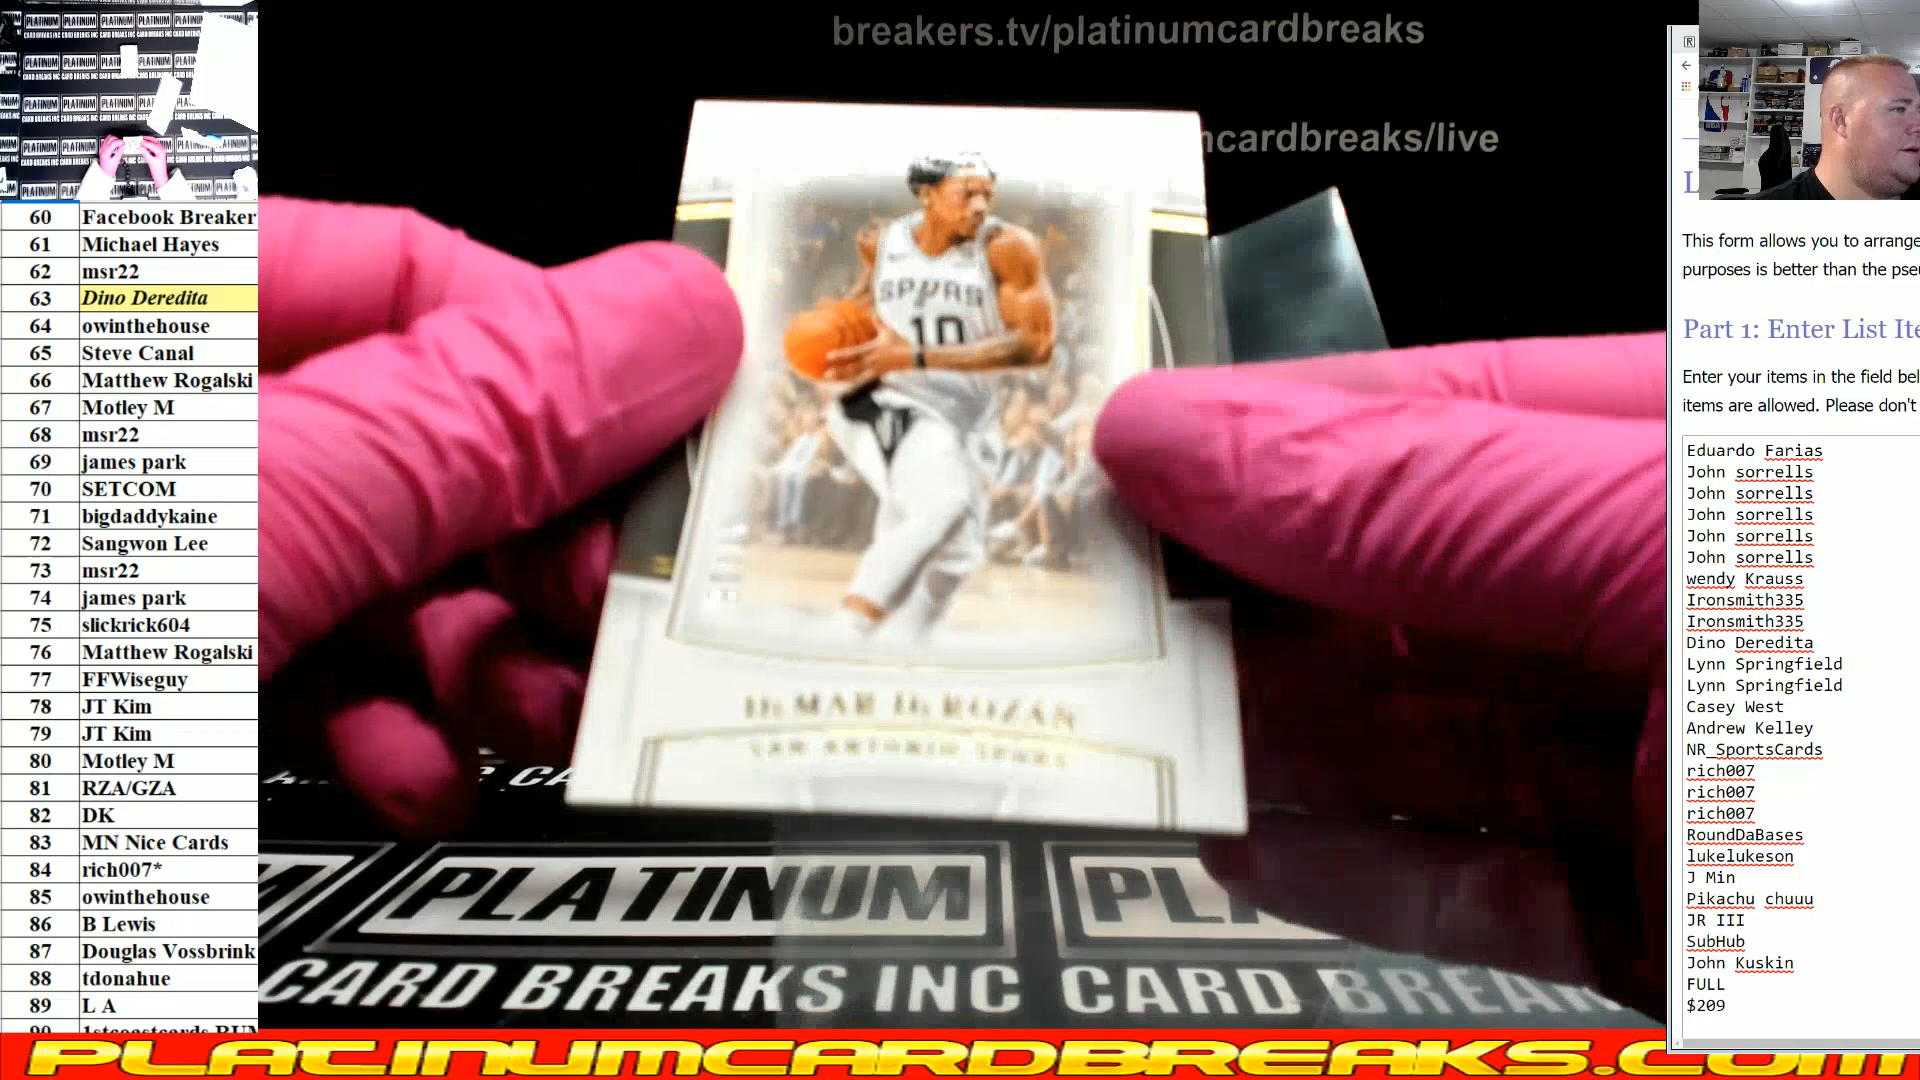 breakers.tv/platinumcardbreaks
cardbreaks/live
60 Facebook Breaker
61 Michael Hayes
62 msr22
63 Dino Deredita
64 owinthehouse
65 Steve Canal
66 Matthew Rogalski
67 Motley M
68 msr22
69 james park
70 SETCOM
71 bigdaddykaine
72 Sangwon Lee
73 msr22
74 james park
75 slickrick604
76 Matthew Rogalski
77 FFWiseguy
78 JT Kim
79 JT Kim
80 Motley M
81 RZA/GZA
82 DK
83 MN Nice Cards
84 rich007*
85 owinthehouse
86 B Lewis
87 Douglas Vossbrink
88 tdonahue
89 L A
SPURS
10
DeMAR DeROZAN
SAN ANTONIO SPURS
PLATINUM
CARD BREAKS INC CARD BREAK
This form allows you to arrange
purposes is better than the pseu
Part 1: Enter List Ite
Enter your items in the field bel
items are allowed. Please don't
Eduardo Farias
John sorrells
John sorrells
John sorrells
John sorrells
John sorrells
wendy Krauss
Ironsmith335
Ironsmith335
Dino Deredita
Lynn Springfield
Lynn Springfield
Casey West
Andrew Kelley
NR_SportsCards
rich007
rich007
rich007
RoundDaBases
lukelukeson
J Min
Pikachu chuuu
JR III
SubHub
John Kuskin
FULL
$209
PLATINUMCARDBREAKS.COM